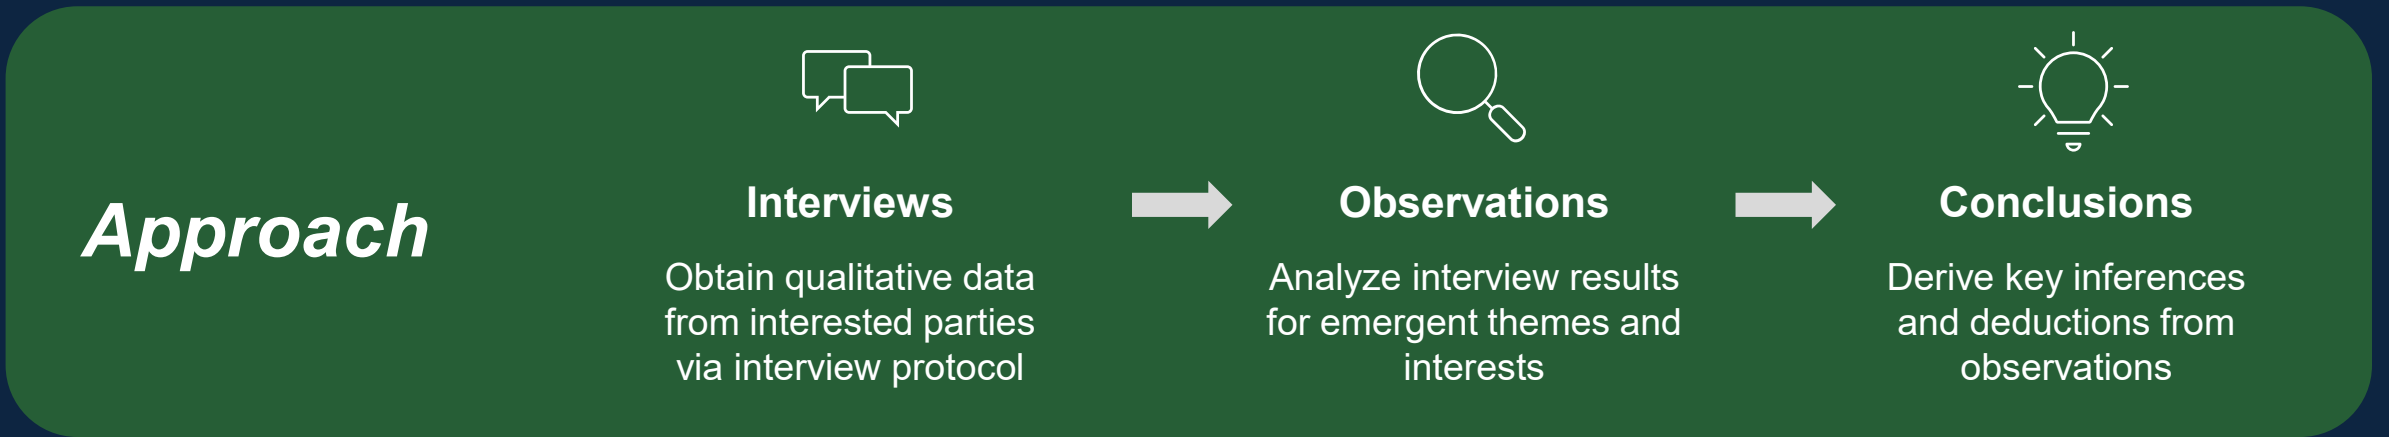 Approach
Interviews
Obtain qualitative data
from interested parties
via interview protocol
Observations
Analyze interview results
for emergent themes and
interests
Conclusions
Derive key inferences
and deductions from
observations